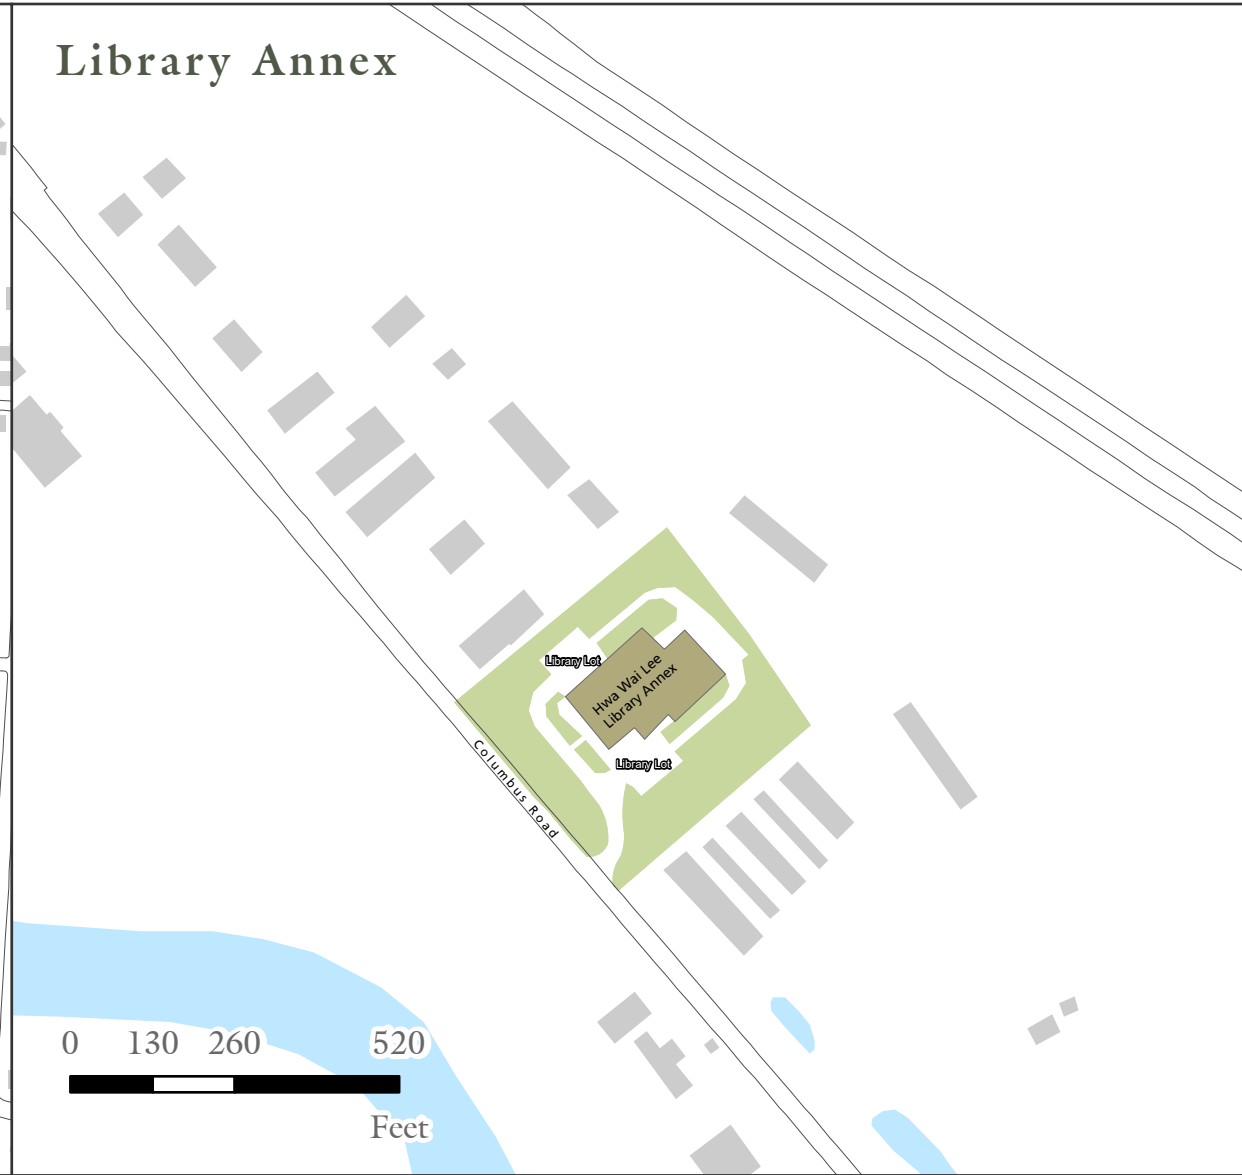 Library Annex
Library Lot
Hwa Wai Lee
Library Annex
Library Lot
Columbus Road
0 130 260 520
Feet